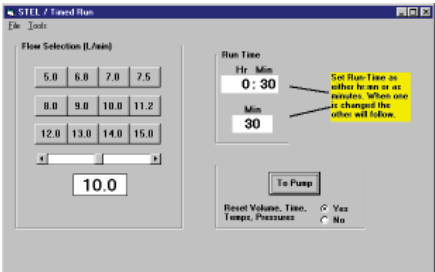 STEL / Timed Run
File Tools
Flow Selection (L/min)
5.0 6.0 7.0 7.5
8.0 9.0 10.0 11.2
12.0 13.0 14.0 15.0
10.0
Run Time
Hr Min
0 : 30
Min
30
Set Run-Time as
either hr:mn or as
minutes. When one
is changed the
other will follow.
To Pump
Reset Volume, Time,
Temps, Pressures
Yes
No